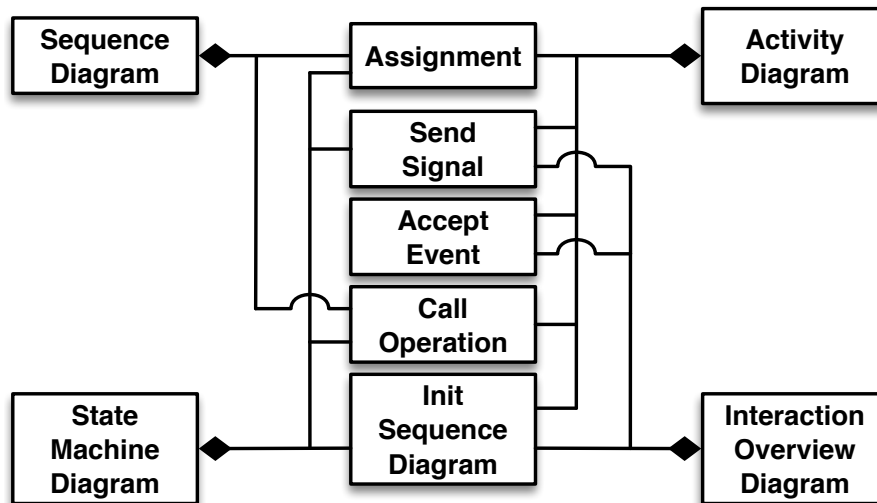 Sequence
Diagram
Assignment
Activity
Diagram
Send
Signal
Accept
Event
Call
Operation
State
Machine
Diagram
Init
Sequence
Diagram
Interaction
Overview
Diagram